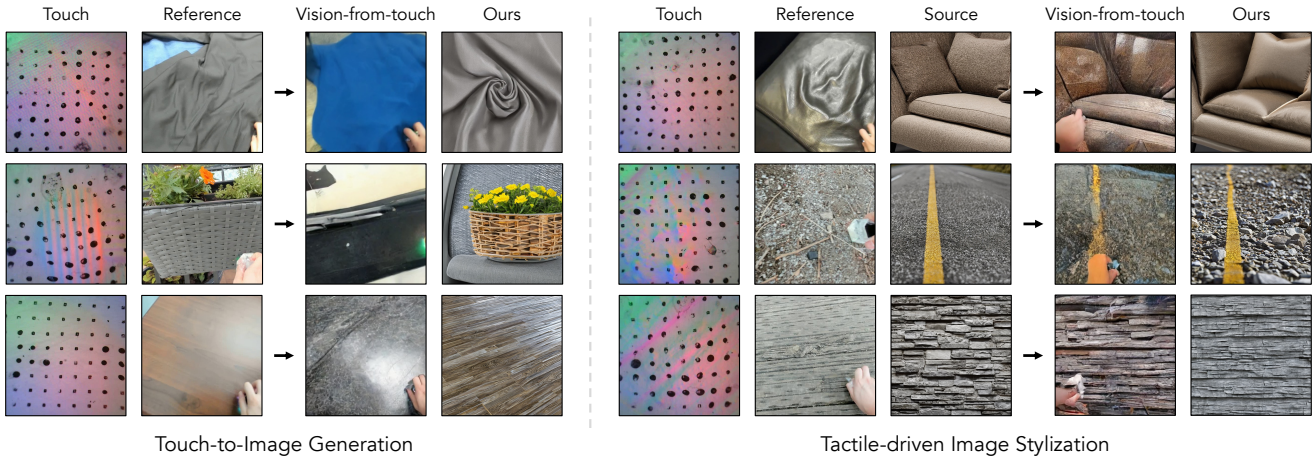 Touch Reference Vision-from-touch Ours
Touch-to-Image Generation
Touch Reference Source Vision-from-touch Ours
Tactile-driven Image Stylization